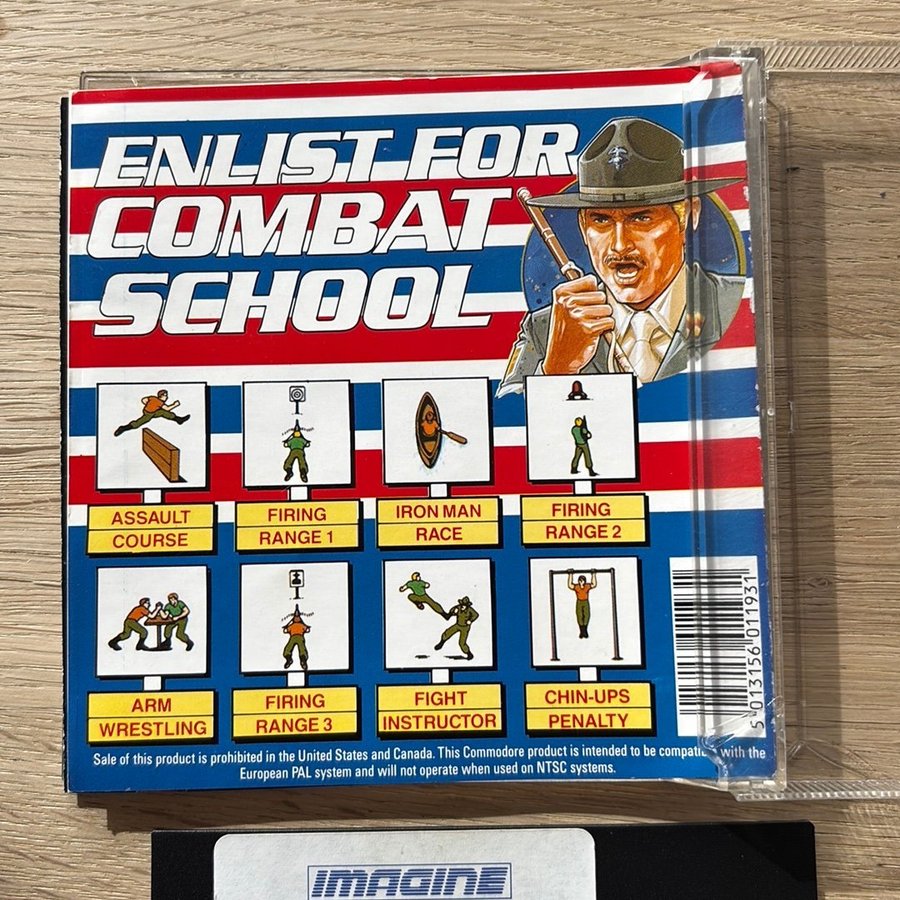 ENLIST FOR
COMBAT
SCHOOL
ASSAULT
COURSE
FIRING
RANGE 1
IRON MAN
RACE
FIRING
RANGE 2
ARM
WRESTLING
FIRING
RANGE 3
FIGHT
INSTRUCTOR
CHIN-UPS
PENALTY
5 013156 011931
Sale of this product is prohibited in the United States and Canada. This Commodore product is intended to be compatible with the
European PAL system and will not operate when used on NTSC systems.
IMAGINE